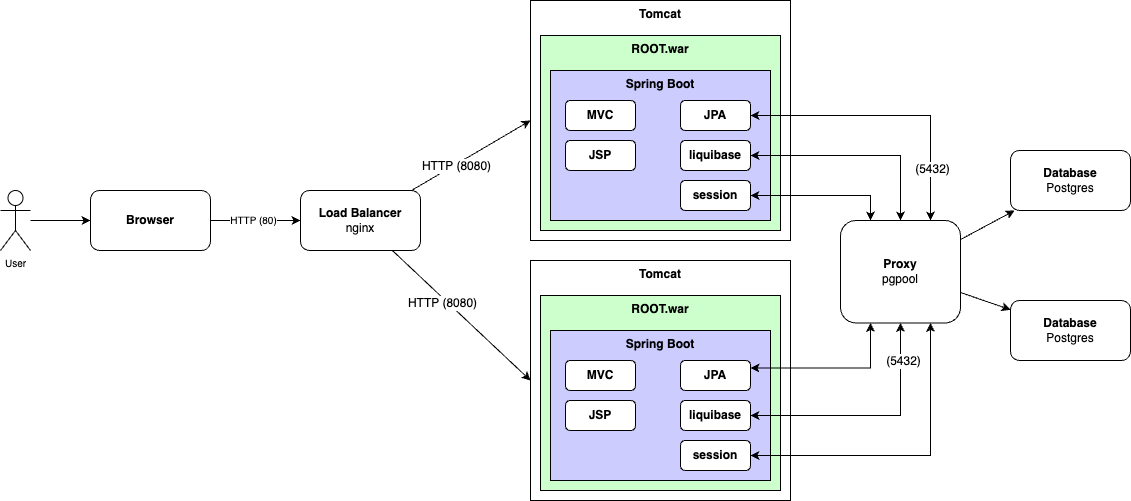 User
Browser
HTTP (80)
Load Balancer
nginx
HTTP (8080)
HTTP (8080)
Tomcat
ROOT.war
Spring Boot
MVC
JPA
JSP
liquibase
session
(5432)
Tomcat
ROOT.war
Spring Boot
MVC
JPA
JSP
liquibase
session
(5432)
Proxy
pgpool
Database
Postgres
Database
Postgres